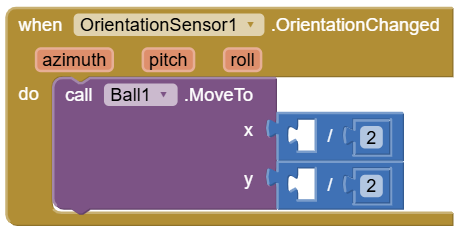 when OrientationSensor1 .OrientationChanged
azimuth pitch roll
do call Ball1 .MoveTo
x / 2
y / 2